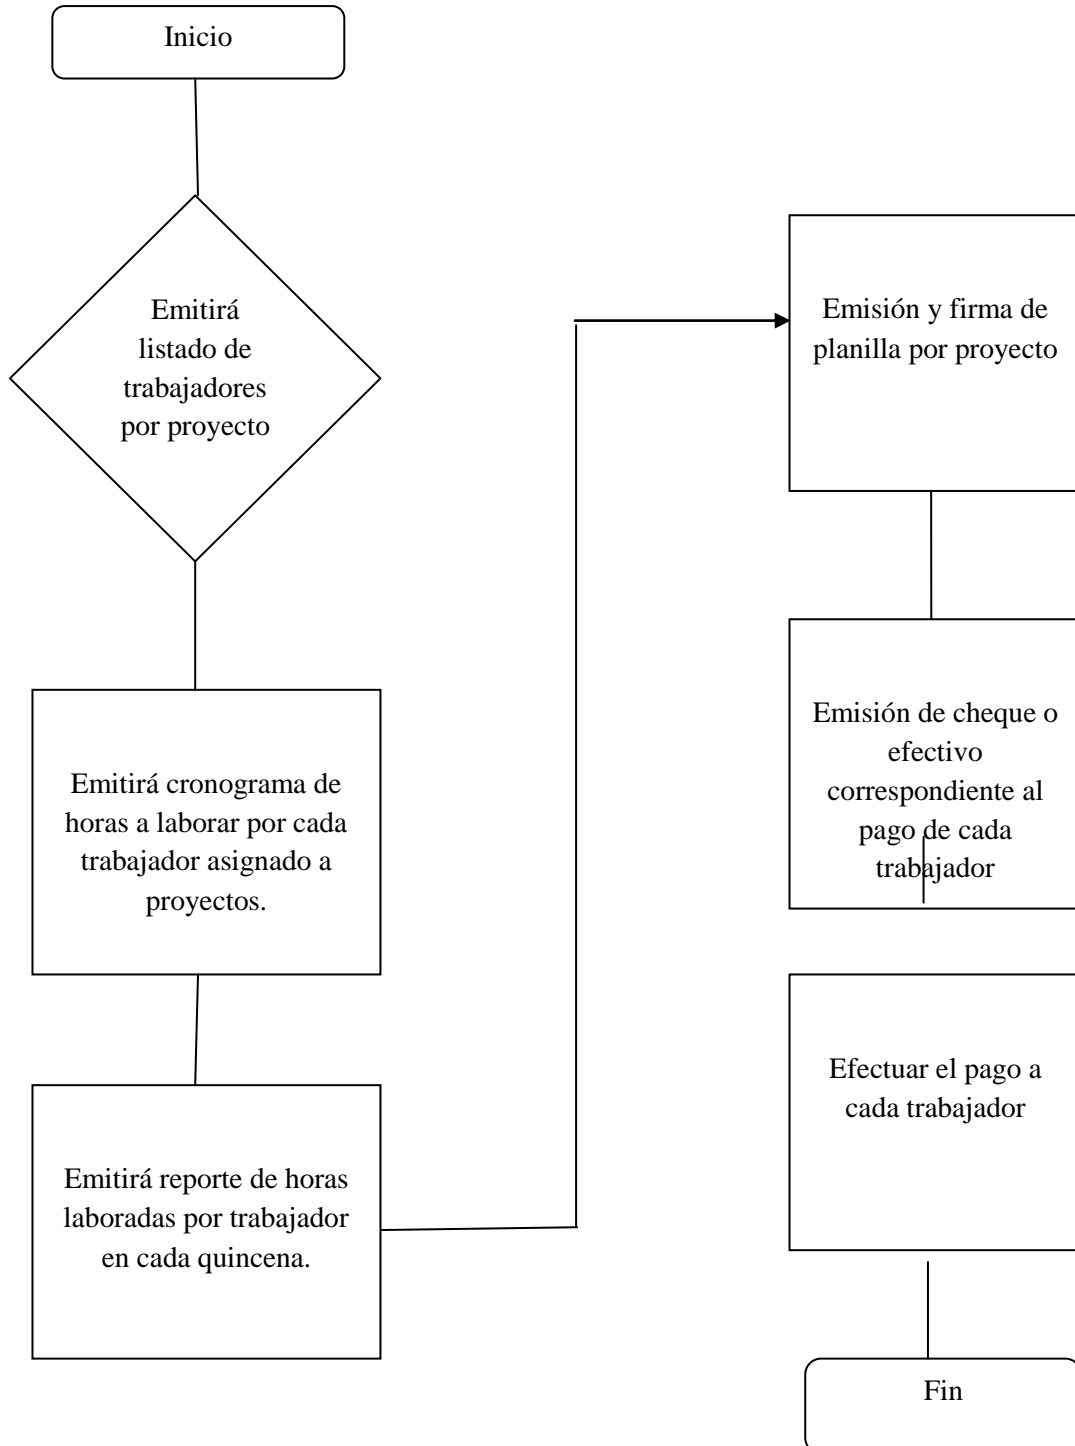 Inicio
Emitirá
listado de
trabajadores
por proyecto
Emitirá cronograma de
horas a laborar por cada
trabajador asignado a
proyectos.
Emitirá reporte de horas
laboradas por trabajador
en cada quincena.
Emisión y firma de
planilla por proyecto
Emisión de cheque o
efectivo
correspondiente al
pago de cada
trabajador
Efectuar el pago a
cada trabajador
Fin